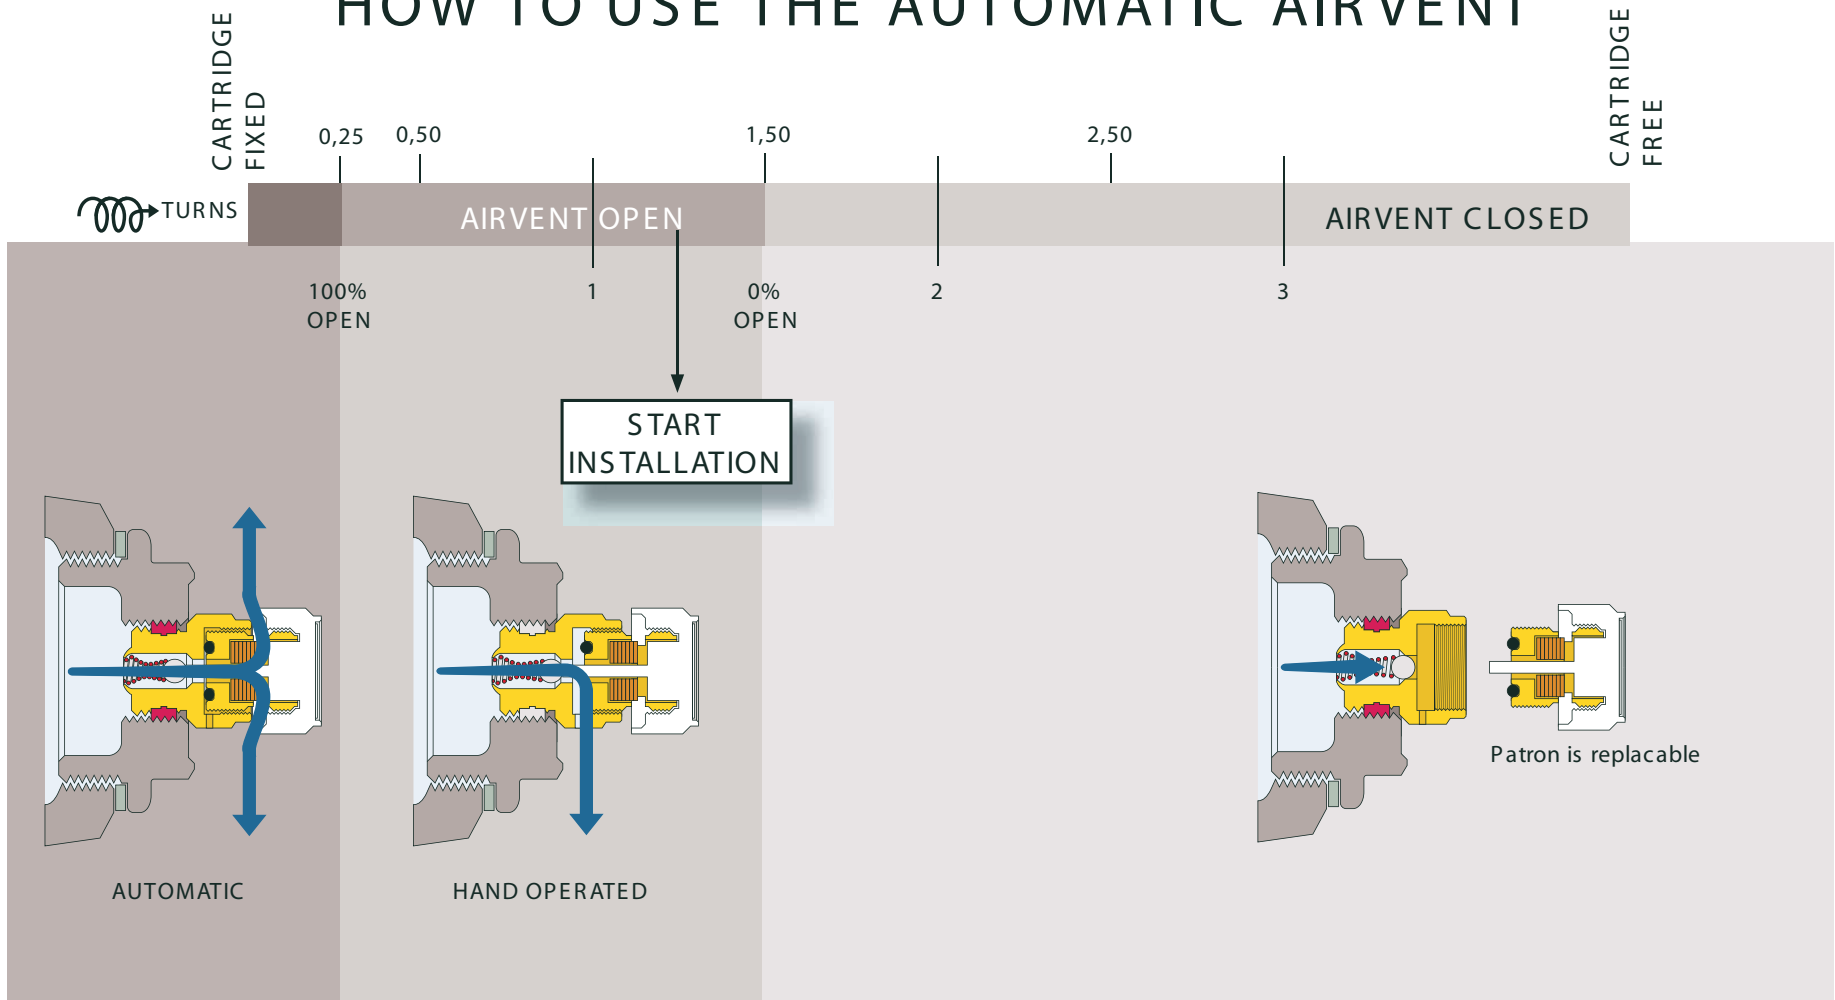 HOW TO USE THE AUTOMATIC AIRVENT
CARTRIDGE
FIXED
CARTRIDGE
FREE
0,25
0,50
1,50
2,50
TURNS
AIRVENT OPEN
AIRVENT CLOSED
100%
OPEN
1
0%
OPEN
2
3
START
INSTALLATION
Patron is replacable
AUTOMATIC
HAND OPERATED